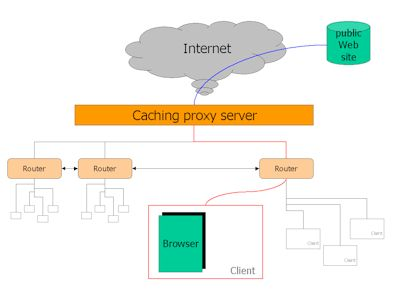 public
Web
site
Internet
Caching proxy server
Router
Router
Router
Browser
Client
Client
Client
Client